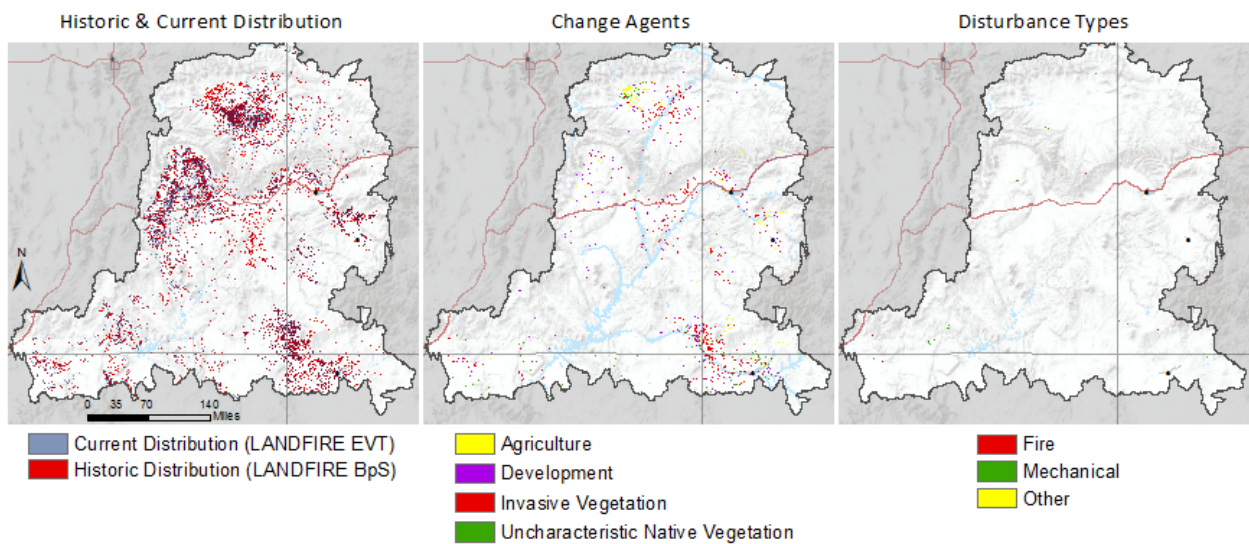 Historic & Current Distribution
Change Agents
Disturbance Types
N
0 35 70 140
Miles
Current Distribution (LANDFIRE EVT)
Historic Distribution (LANDFIRE BpS)
Agriculture
Development
Invasive Vegetation
Uncharacteristic Native Vegetation
Fire
Mechanical
Other